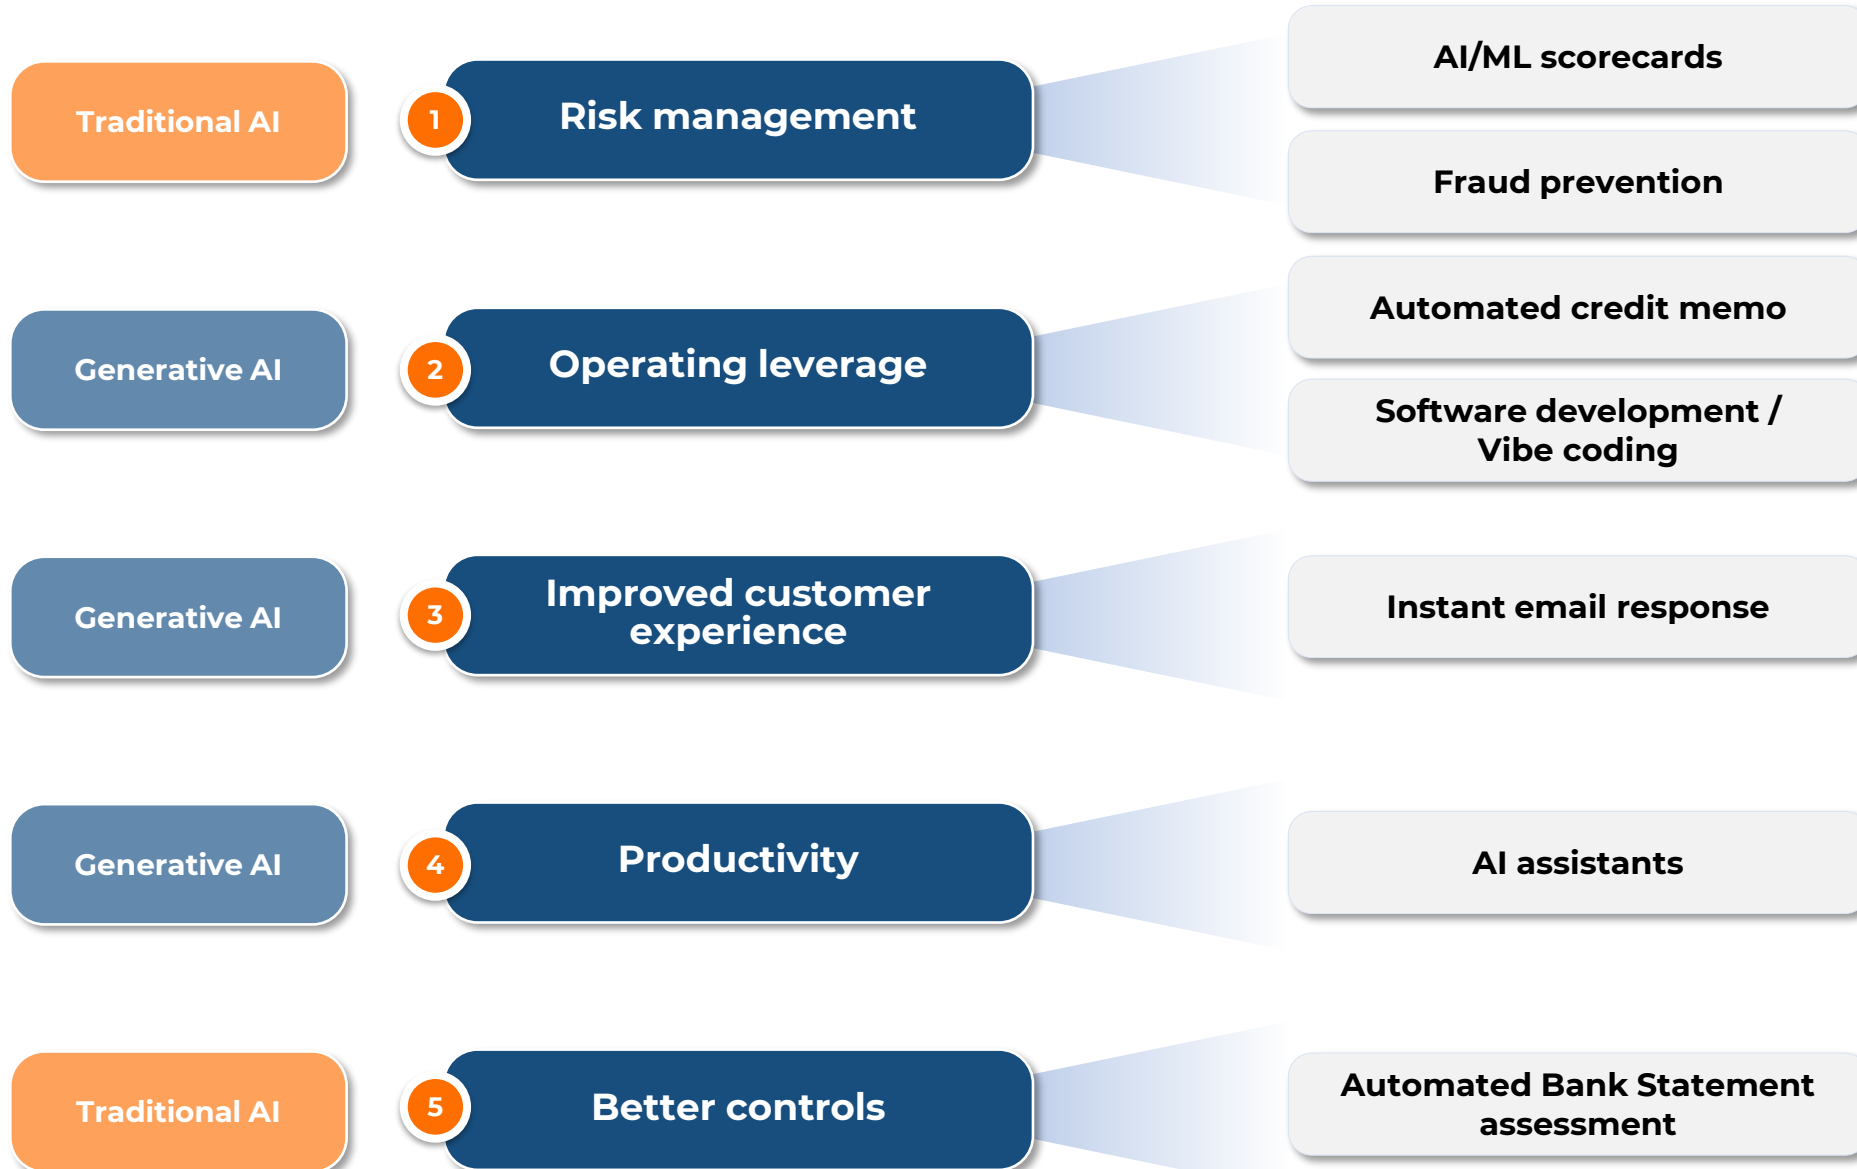 Traditional AI
1
Risk management
AI/ML scorecards
Fraud prevention
Generative AI
2
Operating leverage
Automated credit memo
Software development /
Vibe coding
Generative AI
3
Improved customer
experience
Instant email response
Generative AI
4
Productivity
AI assistants
Traditional AI
5
Better controls
Automated Bank Statement
assessment